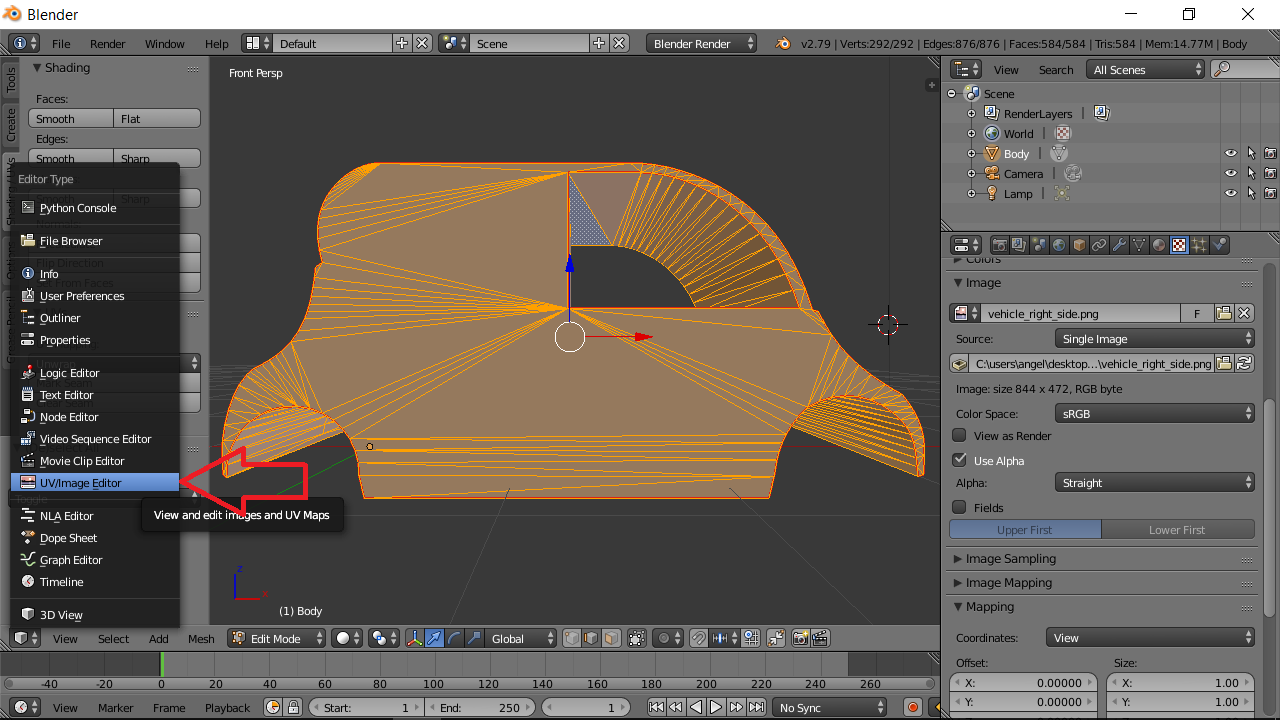 Blender
File Render Window Help Default Scene Blender Render v2.79 | Verts:292/292 | Edges:876/876 | Faces:584/584 | Tris:584 | Mem:14.77M | Body
Tools
Create
Shading
Faces:
Smooth Flat
Edges:
Smooth Sharp
Editor Type
Python Console
File Browser
Info
User Preferences
Outliner
Properties
Logic Editor
Text Editor
Node Editor
Video Sequence Editor
Movie Clip Editor
UV/Image Editor
NLA Editor
Dope Sheet
Graph Editor
Timeline
3D View
View and edit images and UV Maps
Front Persp
z
x
(1) Body
View Select Add Mesh Edit Mode Global
-40 -20 0 20 40 60 80 100 120 140 160 180 200 220 240 260
View Marker Frame Playback Start: 1 End: 250 1 No Sync
View Search All Scenes
Scene
RenderLayers
World
Body
Camera
Lamp
Colors
Image
vehicle_right_side.png F
Source: Single Image
C:\users\angel\desktop...\vehicle_right_side.png
Image: size 844 x 472, RGB byte
Color Space: sRGB
View as Render
Use Alpha
Alpha: Straight
Fields
Upper First Lower First
Image Sampling
Image Mapping
Mapping
Coordinates: View
Offset: Size:
X: 0.00000 X: 1.00
Y: 0.00000 Y: 1.00